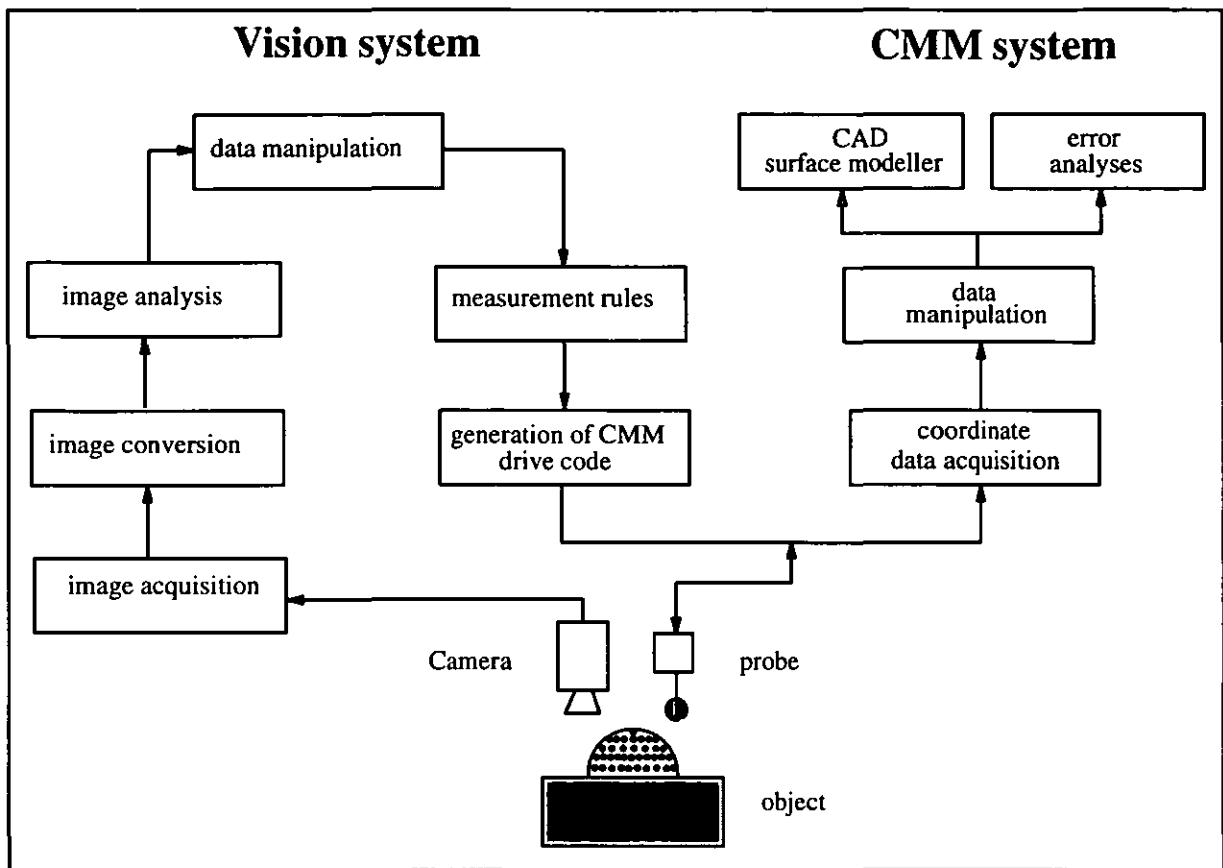 Vision system
CMM system
data manipulation
CAD
surface modeller
error
analyses
image analysis
measurement rules
data
manipulation
image conversion
generation of CMM
drive code
coordinate
data acquisition
image acquisition
Camera
probe
object